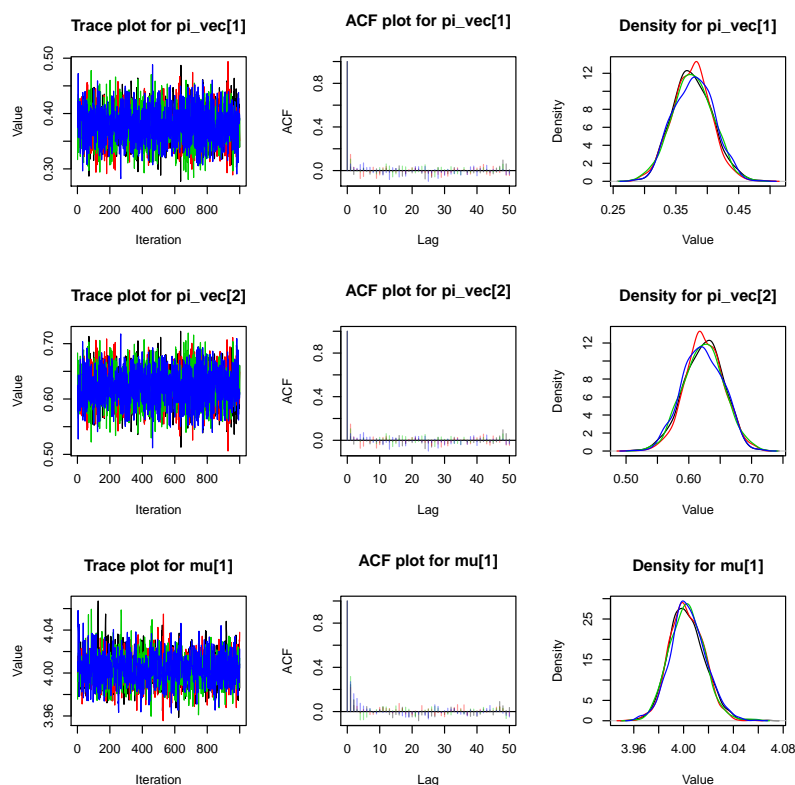 Trace plot for pi_vec[1]
Value
0.30 0.40 0.50
0 200 400 600 800
Iteration
ACF plot for pi_vec[1]
ACF
0.0 0.4 0.8
0 10 20 30 40 50
Lag
Density for pi_vec[1]
Density
0 2 4 6 8 12
0.25 0.35 0.45
Value
Trace plot for pi_vec[2]
Value
0.50 0.60 0.70
0 200 400 600 800
Iteration
ACF plot for pi_vec[2]
ACF
0.0 0.4 0.8
0 10 20 30 40 50
Lag
Density for pi_vec[2]
Density
0 2 4 6 8 12
0.50 0.60 0.70
Value
Trace plot for mu[1]
Value
3.96 4.00 4.04
0 200 400 600 800
Iteration
ACF plot for mu[1]
ACF
0.0 0.4 0.8
0 10 20 30 40 50
Lag
Density for mu[1]
Density
0 5 15 25
3.96 4.00 4.04 4.08
Value